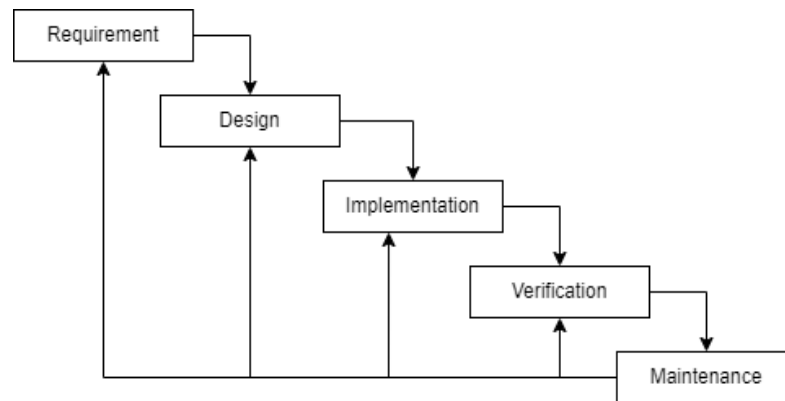 Requirement
Design
Implementation
Verification
Maintenance